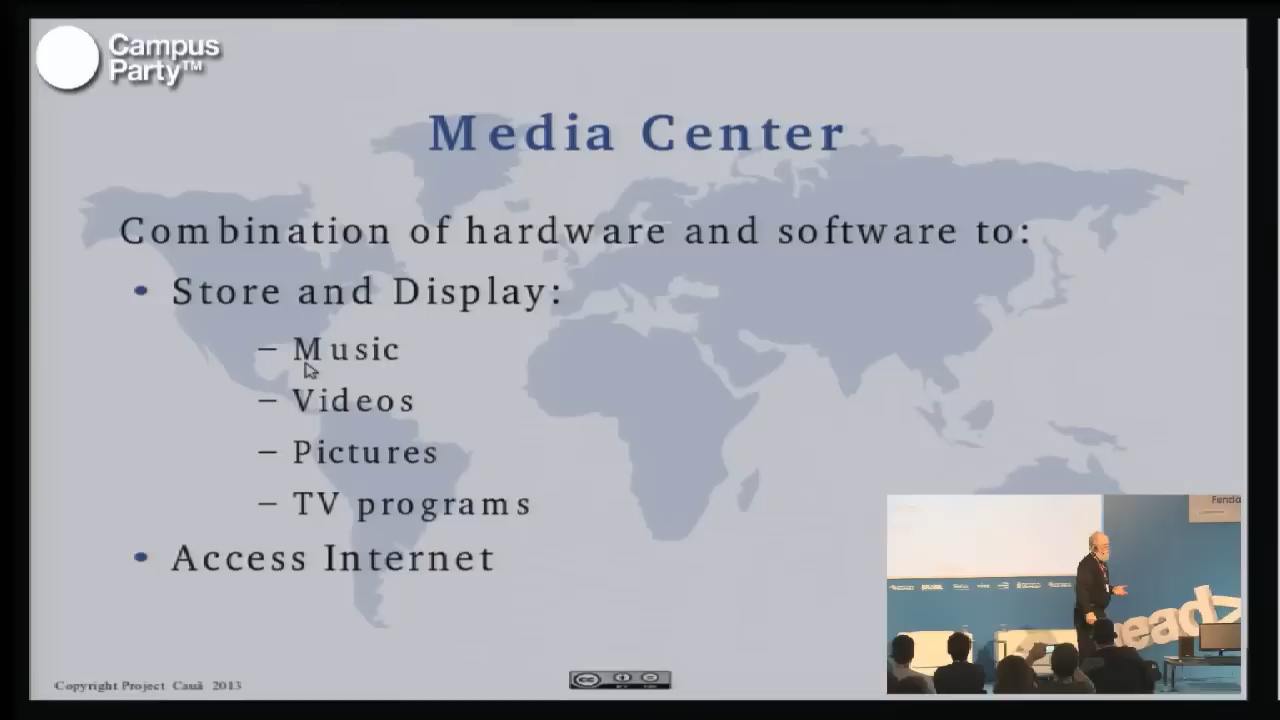 Campus
Party™
Media Center
Combination of hardware and software to:
• Store and Display:
– Music
– Videos
– Pictures
– TV programs
• Access Internet
Copyright Project Cauã 2013
cc